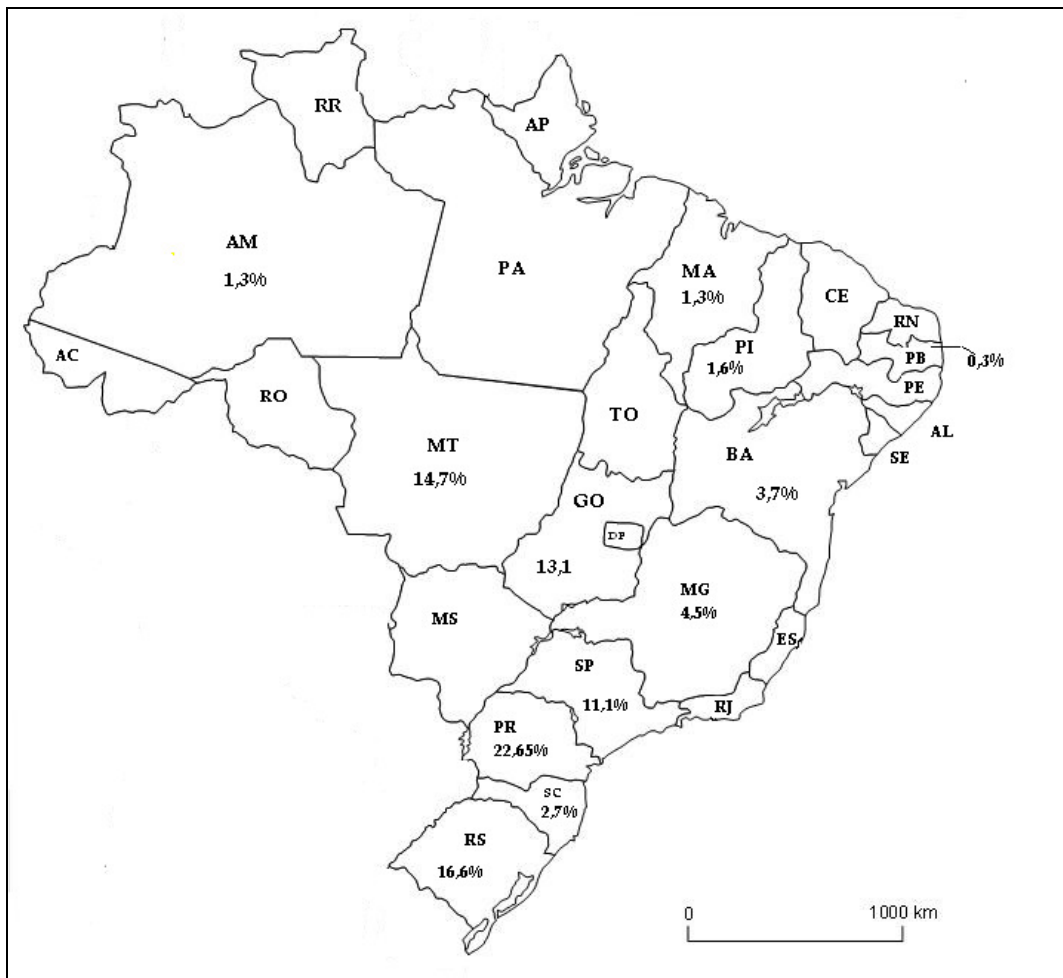 RR
AP
AM
1,3%
PA
MA
1,3%
CE
RN
PI
1,6%
PB
0,3%
PE
AC
RO
TO
AL
MT
14,7%
BA
SE
3,7%
GO
DF
13,1
MG
4,5%
MS
ES
SP
11,1%
RJ
PR
22,65%
SC
2,7%
RS
16,6%
0
1000 km